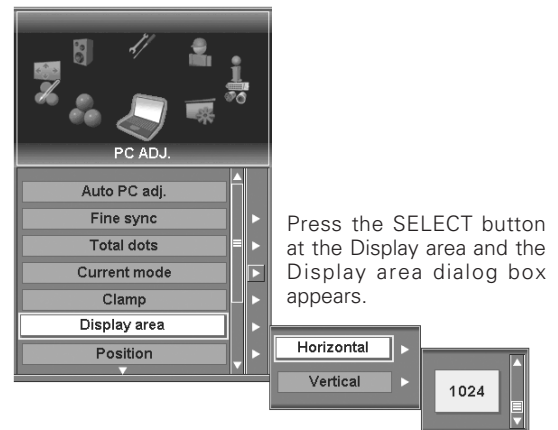 PC ADJ.
Auto PC adj.
Fine sync
Total dots
Current mode
Clamp
Display area
Position
Press the SELECT button
at the Display area and the
Display area dialog box
appears.
Horizontal
Vertical
1024